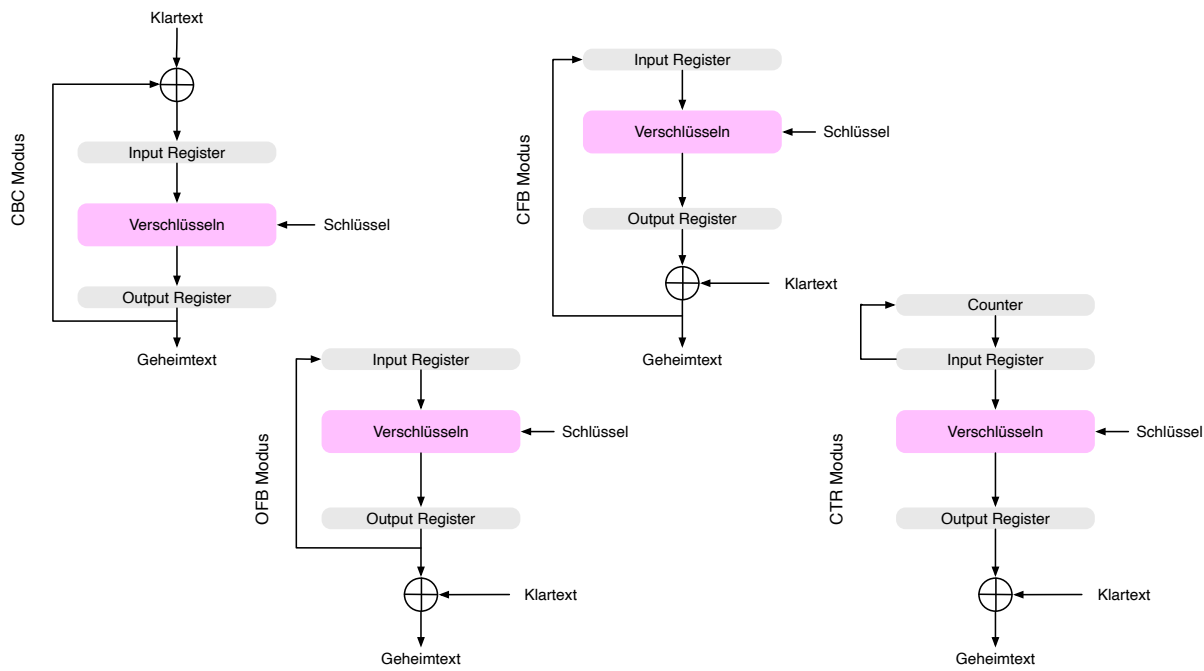 Klartext
CBC Modus
Input Register
Verschlüsseln
Schlüssel
Output Register
Geheimtext
Input Register
CFB Modus
Verschlüsseln
Schlüssel
Output Register
Klartext
Geheimtext
Input Register
OFB Modus
Verschlüsseln
Schlüssel
Output Register
Klartext
Geheimtext
Counter
Input Register
CTR Modus
Verschlüsseln
Schlüssel
Output Register
Klartext
Geheimtext